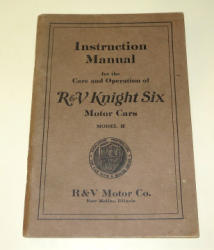 Instruction
Manual
for the
Care and Operation of
R&V Knight Six
Motor Cars
MODEL H
R&V Motor Co.
East Moline, Illinois